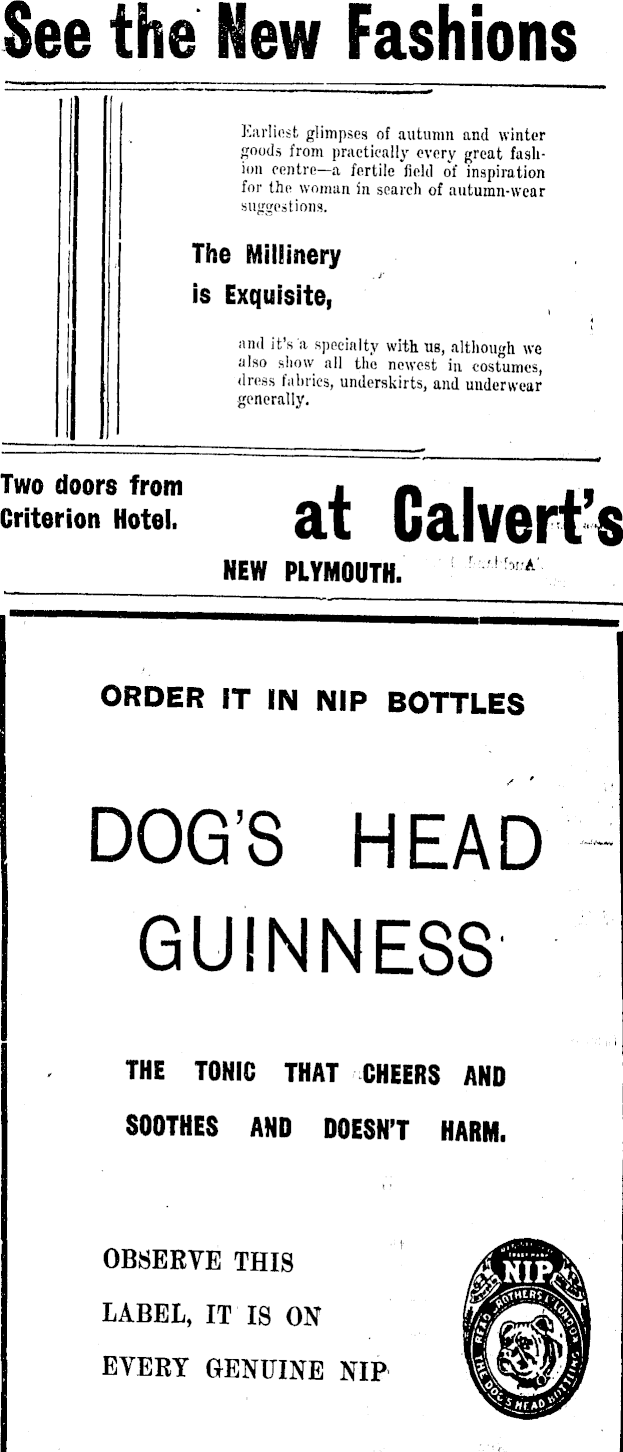 See the New Fashions
Earliest glimpses of autumn and winter
goods from practically every great fash-
ion centre—a fertile field of inspiration
for the woman in search of autumn-wear
suggestions.
The Millinery
is Exquisite,
and it's a specialty with us, although we
also show all the newest in costumes,
dress fabrics, underskirts, and underwear
generally.
Two doors from
Criterion Hotel.
at Calvert's
NEW PLYMOUTH.
ORDER IT IN NIP BOTTLES
DOG'S HEAD
GUINNESS
THE TONIC THAT CHEERS AND
SOOTHES AND DOESN'T HARM.
OBSERVE THIS
LABEL, IT IS ON
EVERY GENUINE NIP
TRADE MARK
NIP
READ BROTHERS LONDON
THE DOG'S HEAD BOTTLING